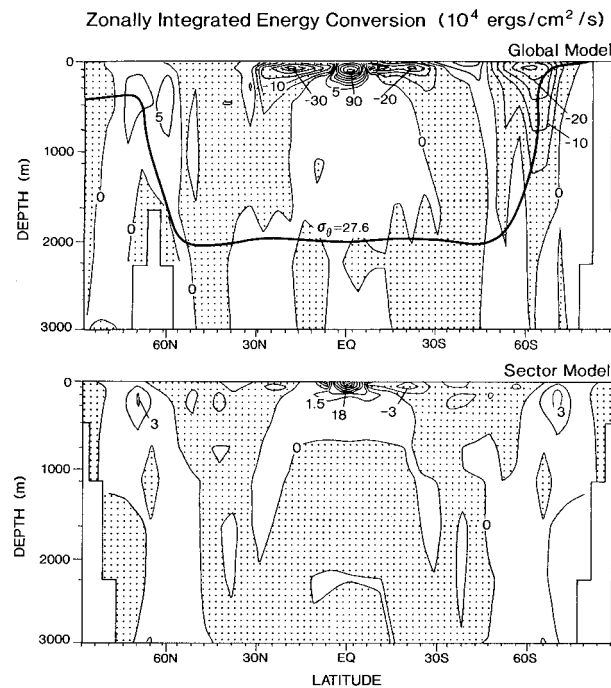 Zonally Integrated Energy Conversion (10⁴ ergs/cm²/s)
Global Model
0
1000
2000
3000
DEPTH (m)
5
-10
-30
5
90
-20
0
-20
-10
0
0
0
σθ=27.6
60N
30N
EQ
30S
60S
Sector Model
0
1000
2000
3000
DEPTH (m)
3
1.5
18
-3
3
0
0
60N
30N
EQ
30S
60S
LATITUDE